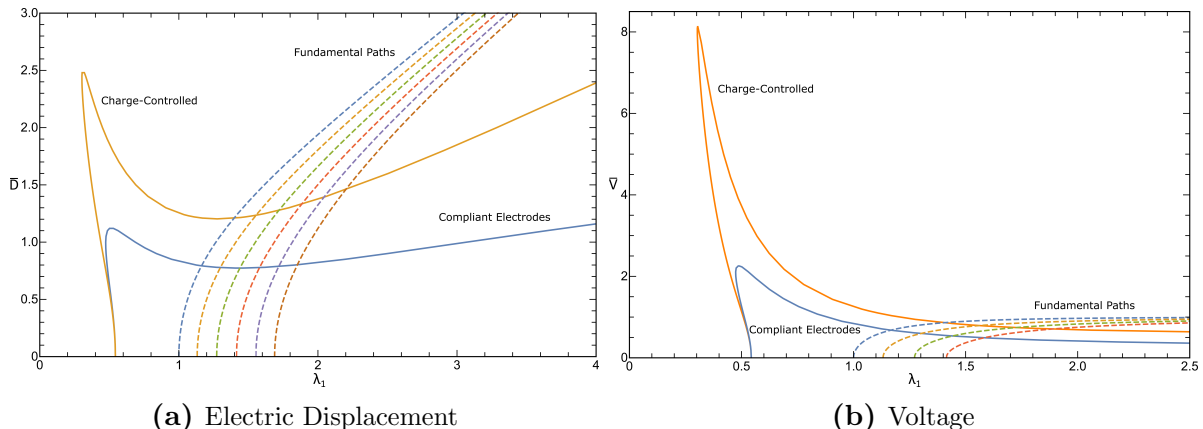 3.0
2.5
2.0
1.5
1.0
0.5
0.0
D̅
0
1
2
3
4
λ₁
Fundamental Paths
Charge-Controlled
Compliant Electrodes
(a) Electric Displacement
8
6
4
2
0
V̅
0.0
0.5
1.0
1.5
2.0
2.5
λ₁
Charge-Controlled
Fundamental Paths
Compliant Electrodes
(b) Voltage